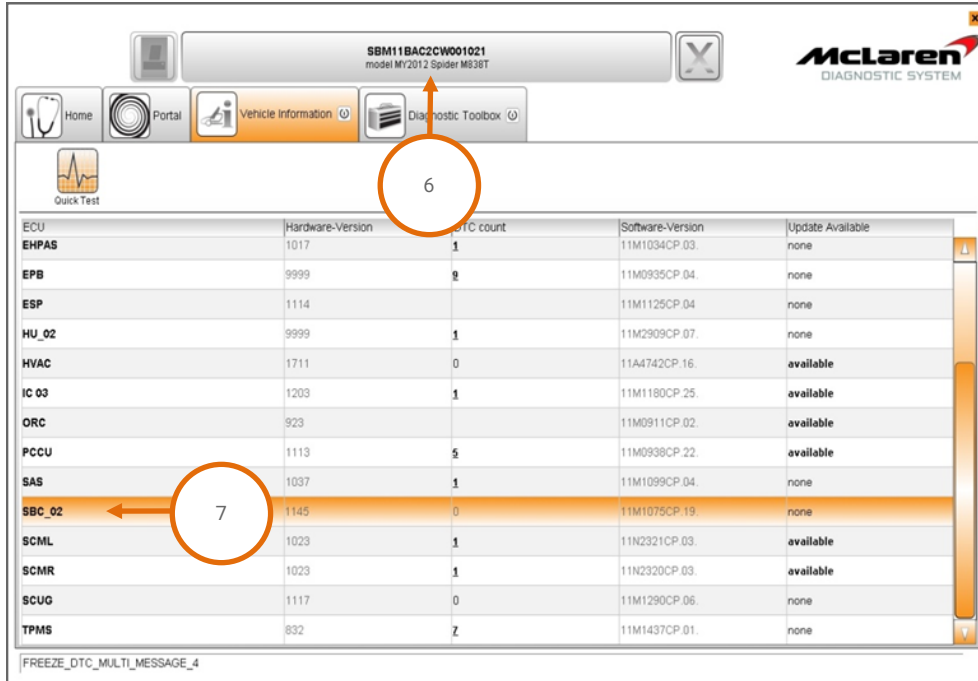 SBM11BAC2CW001021
model MY2012 Spider M838T
McLaren
DIAGNOSTIC SYSTEM
Home Portal Vehicle Information Diagnostic Toolbox
6
Quick Test
ECU Hardware-Version DTC count Software-Version Update Available
EHPAS 1017 1 11M1034CP.03. none
EPB 9999 9 11M0935CP.04. none
ESP 1114 11M1125CP.04 none
HU_02 9999 1 11M2909CP.07. none
HVAC 1711 0 11A4742CP.16. available
IC 03 1203 1 11M1180CP.25. available
ORC 923 11M0911CP.02. available
PCCU 1113 5 11M0938CP.22. available
SAS 1037 1 11M1099CP.04. none
SBC_02 7 1145 0 11M1075CP.19. none
SCML 1023 1 11N2321CP.03. available
SCMR 1023 1 11N2320CP.03. available
SCUG 1117 0 11M1290CP.06. none
TPMS 832 7 11M1437CP.01. none
FREEZE_DTC_MULTI_MESSAGE_4